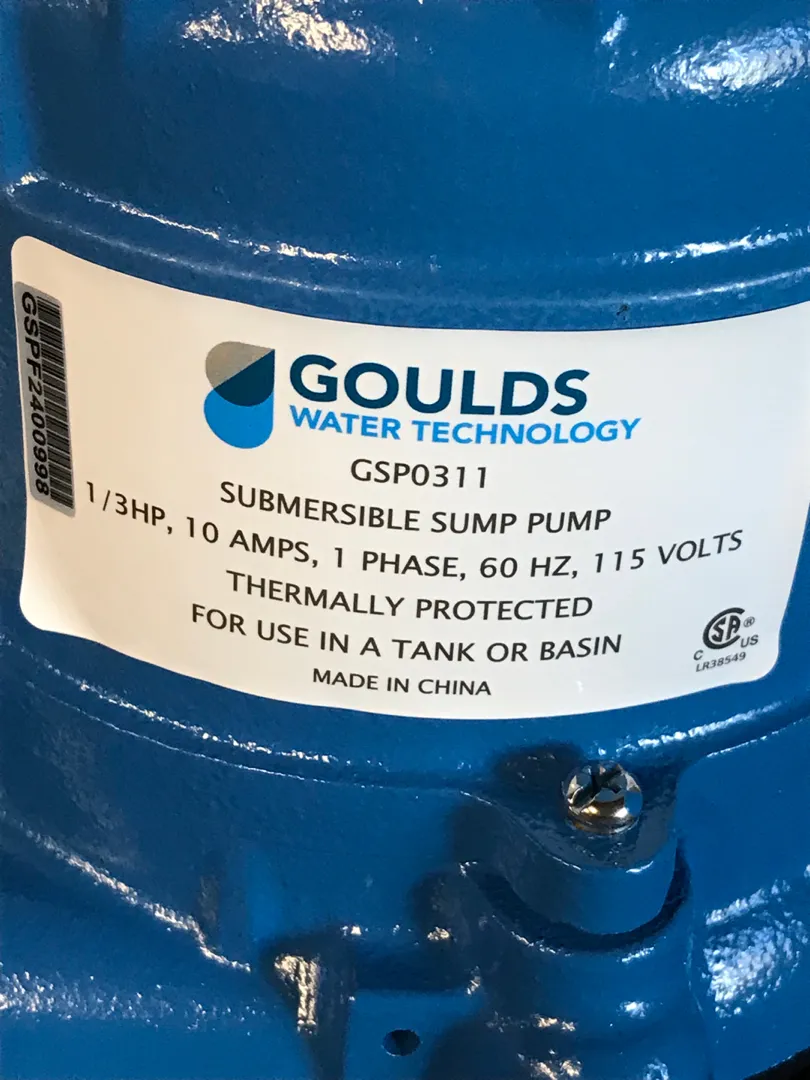 GSPF2400998
GOULDS
WATER TECHNOLOGY
GSP0311
SUBMERSIBLE SUMP PUMP
1/3HP, 10 AMPS, 1 PHASE, 60 HZ, 115 VOLTS
THERMALLY PROTECTED
FOR USE IN A TANK OR BASIN
MADE IN CHINA
SA ®
C US
LR38549